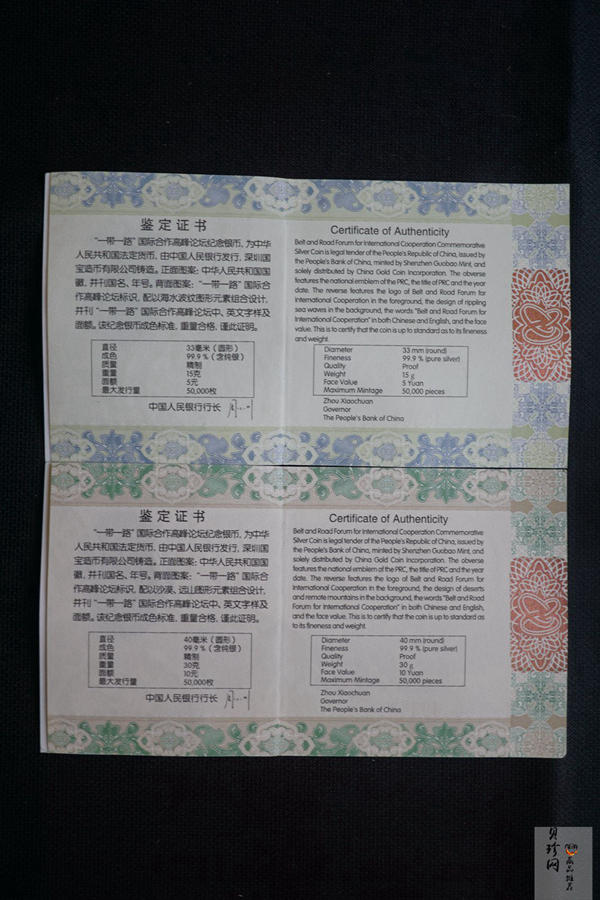 鉴定证书
“一带一路”国际合作高峰论坛纪念银币，为中华
人民共和国法定货币，由中国人民银行发行，深圳国
宝造币有限公司铸造。正面图案：中华人民共和国国
徽，并刊国名、年号。背面图案：“一带一路”国际合
作高峰论坛标识，配以海水波纹图形元素组合设计，
并刊“一带一路”国际合作高峰论坛中、英文字样及
面额。该纪念银币成色标准，重量合格，谨此证明。
直径 33毫米（圆形）
成色 99.9%（含纯银）
质量 精制
重量 15克
面额 5元
最大发行量 50,000枚
中国人民银行行长
Certificate of Authenticity
Belt and Road Forum for International Cooperation Commemorative
Silver Coin is legal tender of the People's Republic of China, issued by
the People's Bank of China, minted by Shenzhen Guobao Mint, and
solely distributed by China Gold Coin Incorporation. The obverse
features the national emblem of the PRC, the title of PRC and the year
date. The reverse features the logo of Belt and Road Forum for
International Cooperation in the foreground, the design of rippling
sea waves in the background, the words "Belt and Road Forum for
International Cooperation" in both Chinese and English, and the face
value. This is to certify that the coin is up to standard as to its fineness
and weight.
Diameter 33 mm (round)
Fineness 99.9 % (pure silver)
Quality Proof
Weight 15 g
Face Value 5 Yuan
Maximum Mintage 50,000 pieces
Zhou Xiaochuan
Governor
The People's Bank of China
鉴定证书
“一带一路”国际合作高峰论坛纪念银币，为中华
人民共和国法定货币，由中国人民银行发行，深圳国
宝造币有限公司铸造。正面图案：中华人民共和国国
徽，并刊国名、年号。背面图案：“一带一路”国际合
作高峰论坛标识，配以沙漠、远山图形元素组合设计，
并刊“一带一路”国际合作高峰论坛中、英文字样及
面额。该纪念银币成色标准，重量合格，谨此证明。
直径 40毫米（圆形）
成色 99.9%（含纯银）
质量 精制
重量 30克
面额 10元
最大发行量 50,000枚
中国人民银行行长
Certificate of Authenticity
Belt and Road Forum for International Cooperation Commemorative
Silver Coin is legal tender of the People's Republic of China, issued by
the People's Bank of China, minted by Shenzhen Guobao Mint, and
solely distributed by China Gold Coin Incorporation. The obverse
features the national emblem of the PRC, the title of PRC and the year
date. The reverse features the logo of Belt and Road Forum for
International Cooperation in the foreground, the design of deserts
and remote mountains in the background, the words "Belt and Road
Forum for International Cooperation" in both Chinese and English,
and the face value. This is to certify that the coin is up to standard as
to its fineness and weight.
Diameter 40 mm (round)
Fineness 99.9 % (pure silver)
Quality Proof
Weight 30 g
Face Value 10 Yuan
Maximum Mintage 50,000 pieces
Zhou Xiaochuan
Governor
The People's Bank of China
贝珍网